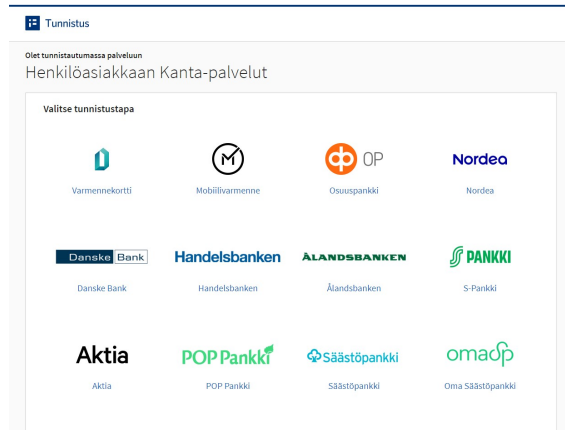 Tunnistus
Olet tunnistautumassa palveluun
Henkilöasiakkaan Kanta-palvelut
Valitse tunnistustapa
OP Nordea
Varmennekortti Mobiilivarmenne Osuuspankki Nordea
Danske Bank Handelsbanken ÅLANDSBANKEN S PANKKI
Danske Bank Handelsbanken Ålandsbanken S-Pankki
Aktia POP Pankki Säästöpankki omasp
Aktia POP Pankki Säästöpankki Oma Säästöpankki